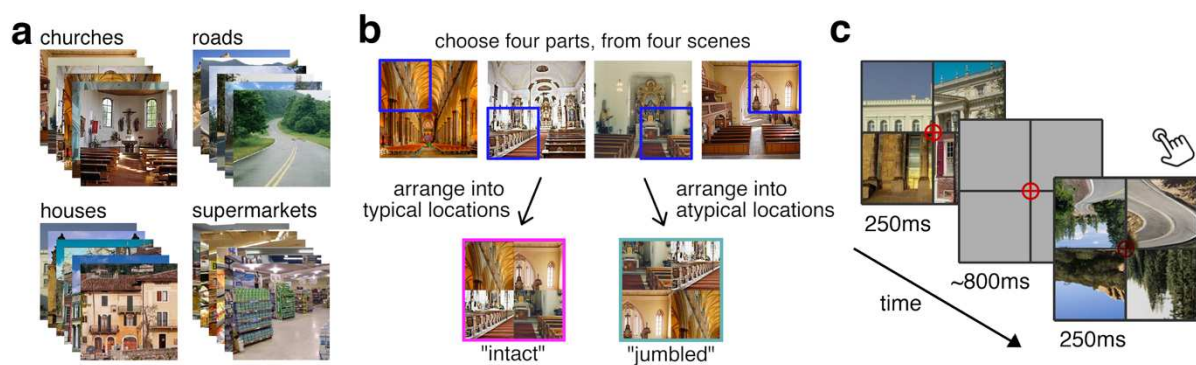 a
churches
roads
houses
supermarkets
b
choose four parts, from four scenes
arrange into
typical locations
arrange into
atypical locations
"intact"
"jumbled"
c
250ms
~800ms
250ms
time